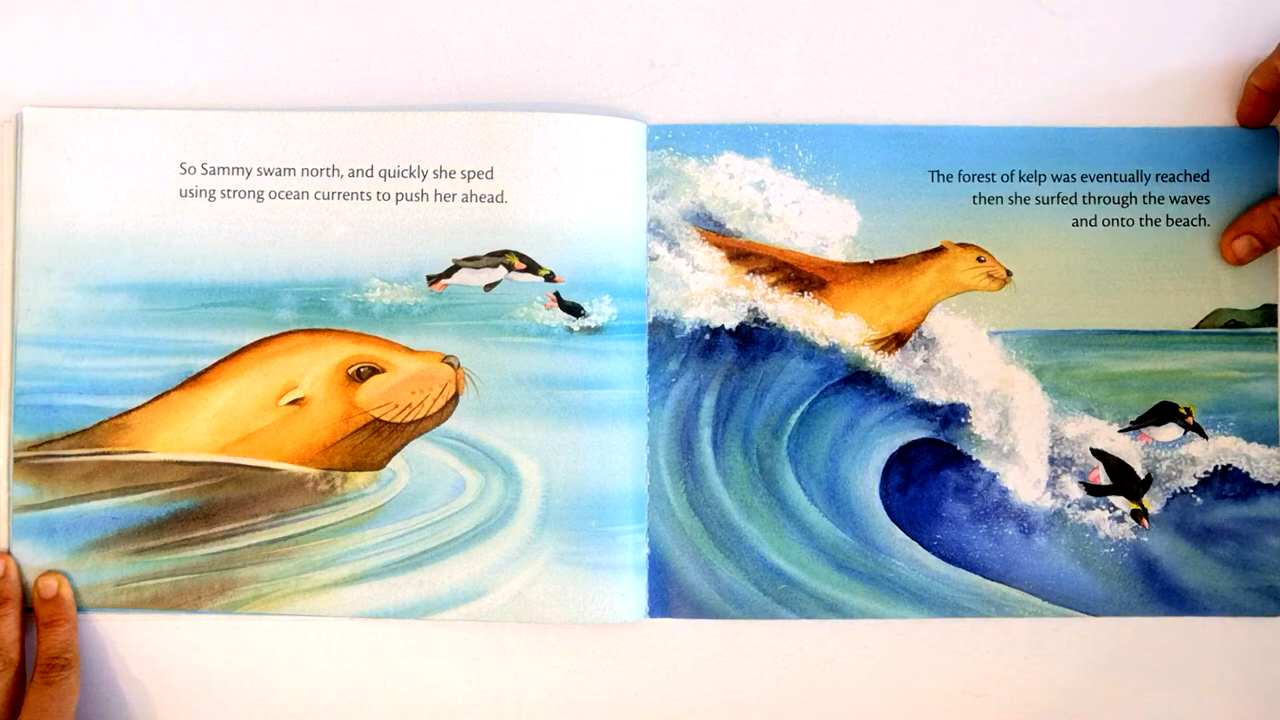 So Sammy swam north, and quickly she sped
using strong ocean currents to push her ahead.
The forest of kelp was eventually reached
then she surfed through the waves
and onto the beach.